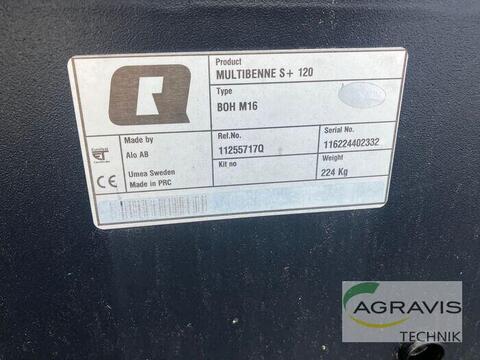 Product
MULTIBENNE S+ 120
Type
BOH M16
Made by
Alo AB
Umea Sweden
Made in PRC
CE
Ref.No.
11255717Q
Kit no
Serial No.
116224402332
Weight
224 Kg
AGRAVIS
TECHNIK